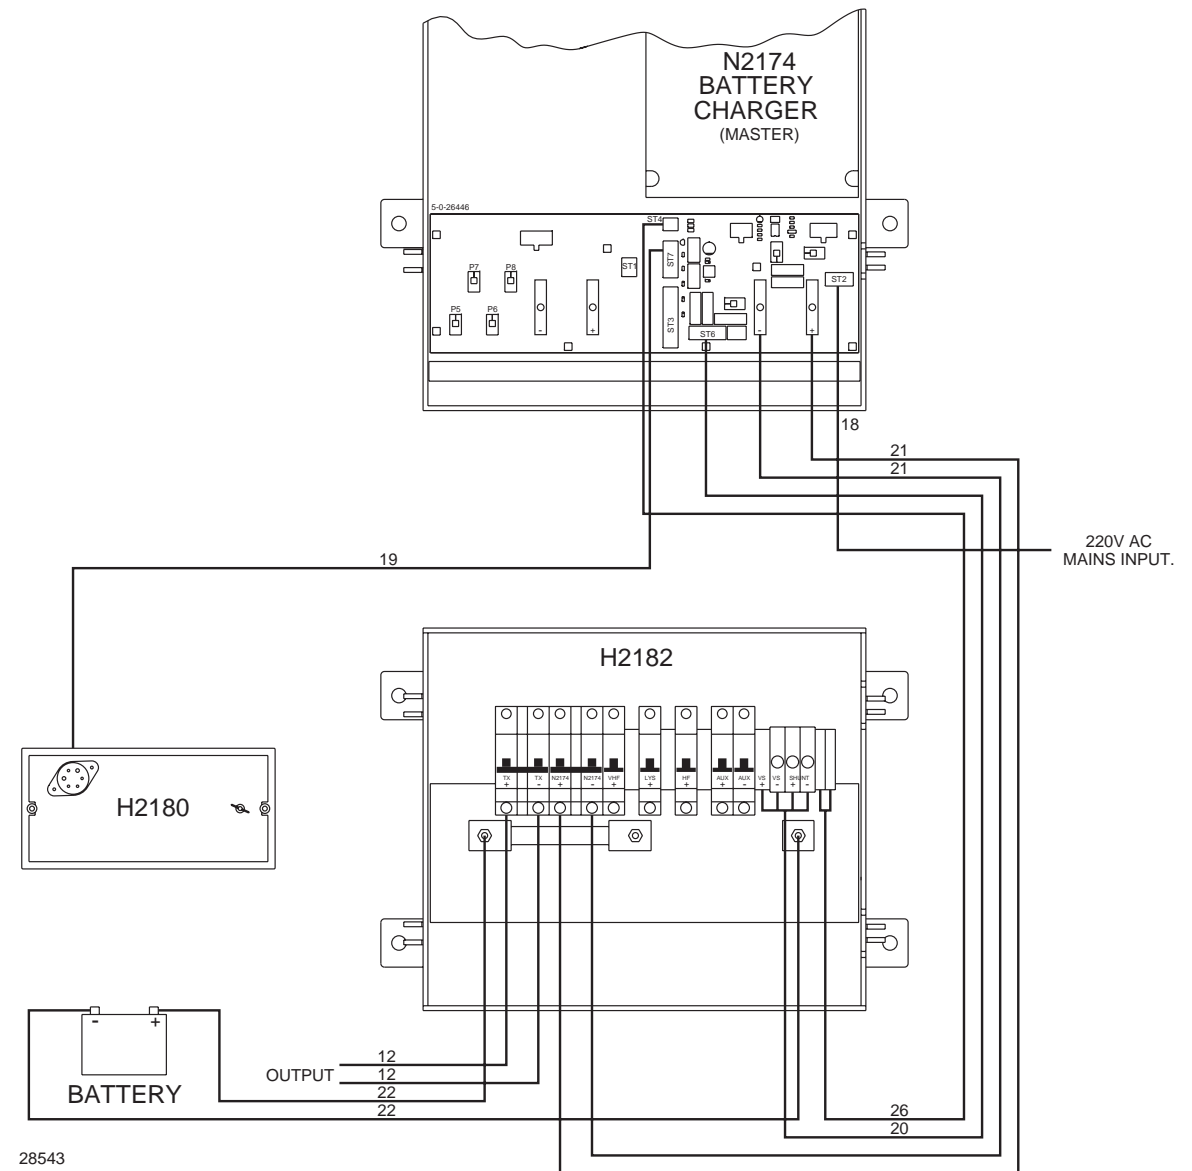 N2174
BATTERY
CHARGER
(MASTER)
5-0-26446
ST4
P7
P8
ST1
ST7
ST2
P5
P6
ST3
ST6
-
+
-
+
18
21
21
220V AC
MAINS INPUT.
19
H2182
TX
TX
N2174
N2174
VHF
LYS
HF
AUX
AUX
VS
VS
SHUNT
+
-
+
-
+
+
+
+
-
+
-
+
-
H2180
-
+
BATTERY
OUTPUT
12
12
22
22
26
20
28543